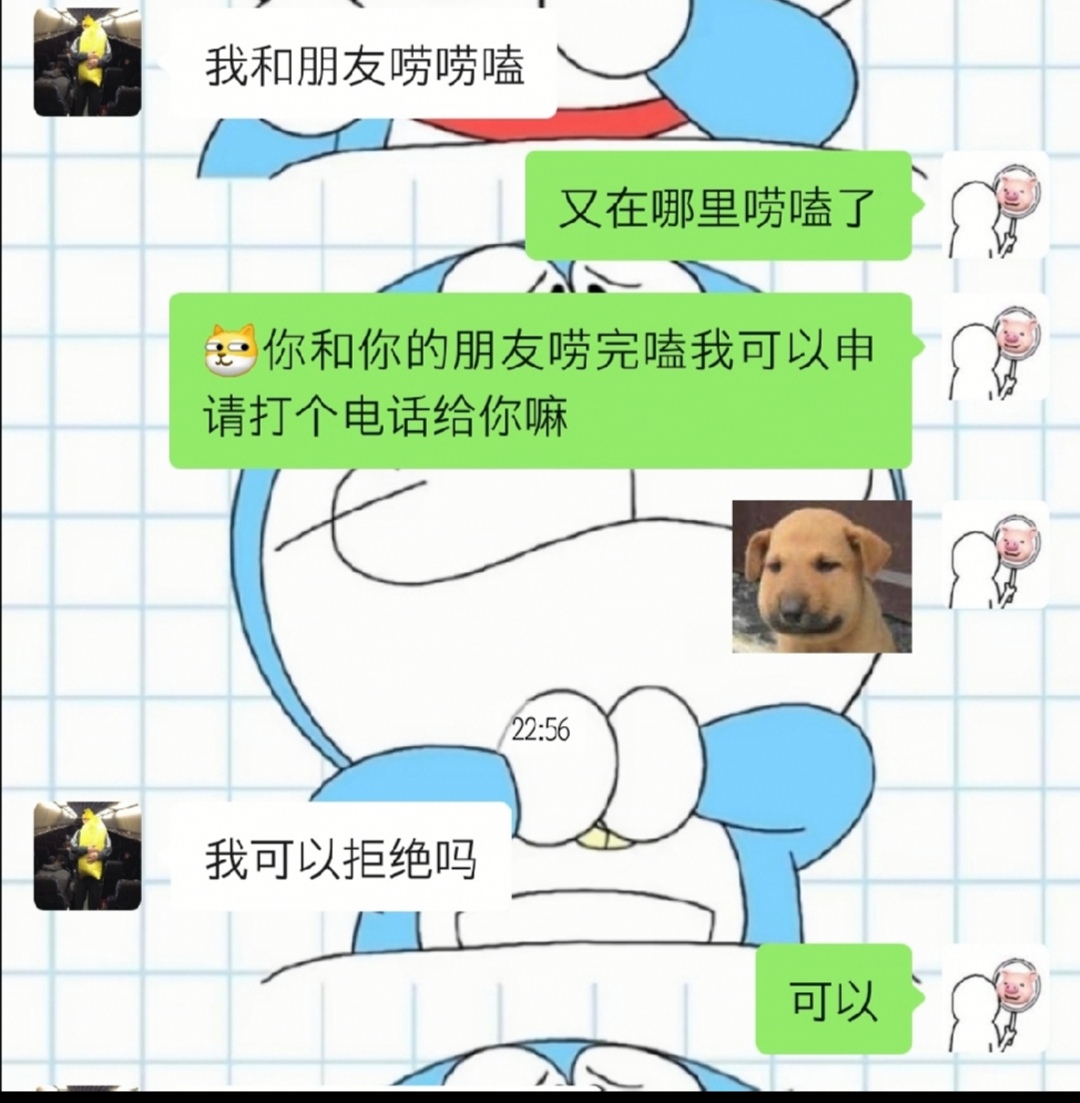 我和朋友唠唠嗑
又在哪里唠嗑了
你和你的朋友唠完嗑我可以申
请打个电话给你嘛
22:56
我可以拒绝吗
可以